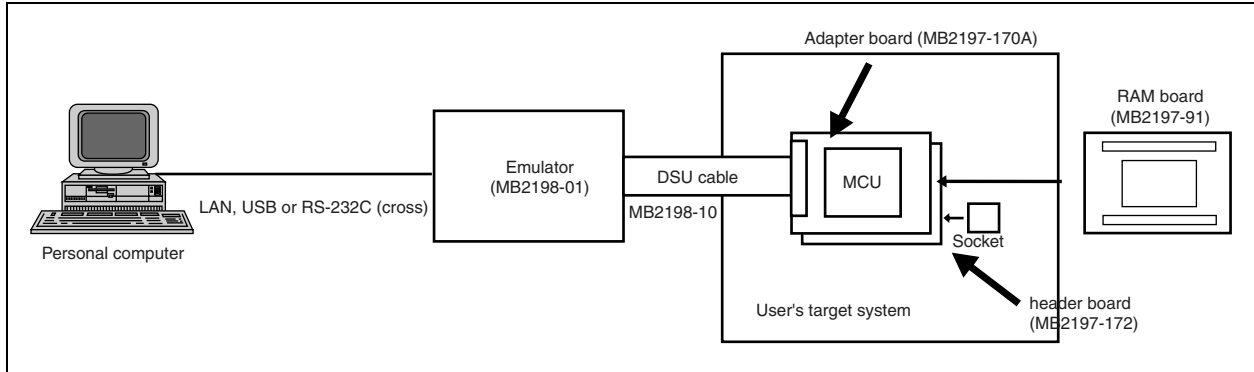 Adapter board (MB2197-170A)
RAM board
(MB2197-91)
Emulator
(MB2198-01)
DSU cable
MCU
LAN, USB or RS-232C (cross)
MB2198-10
Socket
Personal computer
User's target system
header board
(MB2197-172)